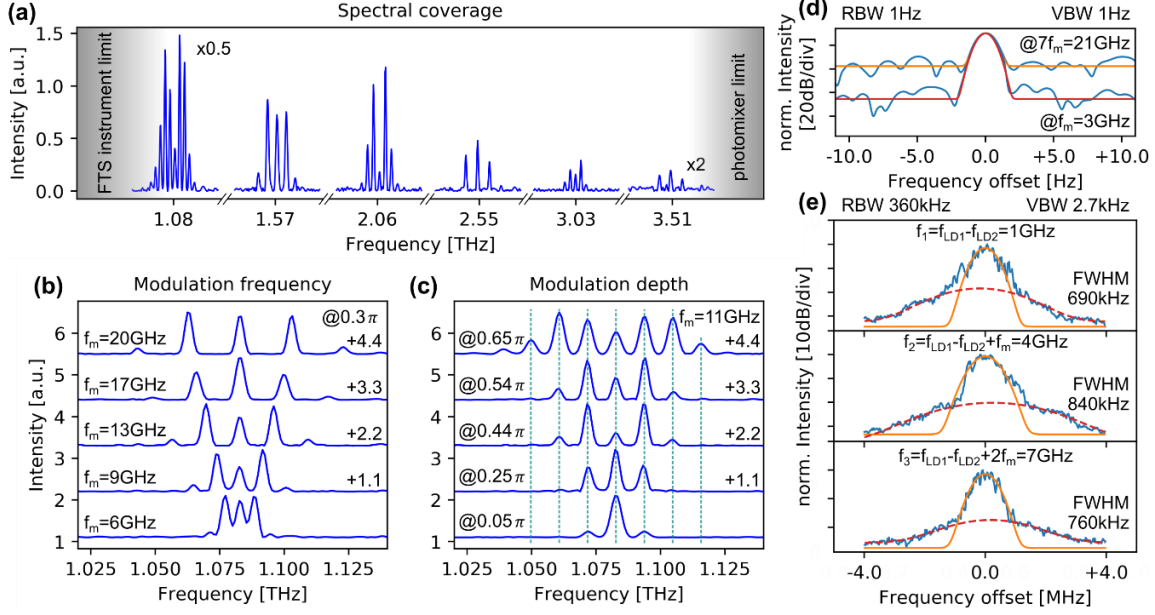 (a)
Spectral coverage
Intensity [a.u.]
1.5
1.0
0.5
0.0
FTS instrument limit
x0.5
x2
photomixer limit
1.08 1.57 2.06 2.55 3.03 3.51
Frequency [THz]
(b)
Modulation frequency
Intensity [a.u.]
6
5
4
3
2
1
@0.3π
fm=20GHz +4.4
fm=17GHz +3.3
fm=13GHz +2.2
fm=9GHz +1.1
fm=6GHz
1.025 1.050 1.075 1.100 1.125
Frequency [THz]
(c)
Modulation depth
6
5
4
3
2
1
fm=11GHz
@0.65π +4.4
@0.54π +3.3
@0.44π +2.2
@0.25π +1.1
@0.05π
1.025 1.050 1.075 1.100 1.125
Frequency [THz]
(d)
RBW 1Hz VBW 1Hz
norm. Intensity
[20dB/div]
@7fm=21GHz
@fm=3GHz
-10.0 -5.0 0.0 +5.0 +10.0
Frequency offset [Hz]
(e)
RBW 360kHz VBW 2.7kHz
norm. Intensity [10dB/div]
f1=fLD1-fLD2=1GHz
FWHM
690kHz
f2=fLD1-fLD2+fm=4GHz
FWHM
840kHz
f3=fLD1-fLD2+2fm=7GHz
FWHM
760kHz
-4.0 0.0 +4.0
Frequency offset [MHz]